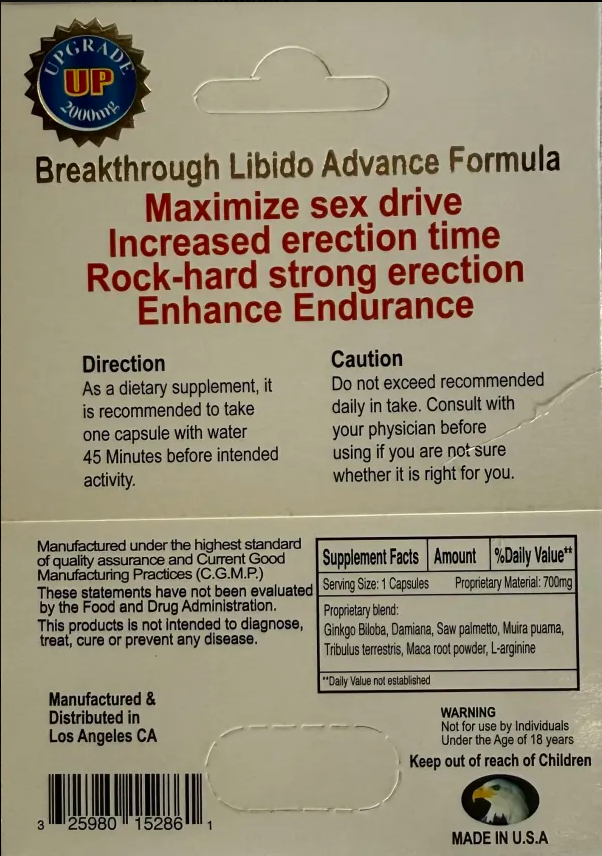 UPGRADE
UP
2000mg
Breakthrough Libido Advance Formula
Maximize sex drive
Increased erection time
Rock-hard strong erection
Enhance Endurance
Direction
As a dietary supplement, it
is recommended to take
one capsule with water
45 Minutes before intended
activity.
Caution
Do not exceed recommended
daily in take. Consult with
your physician before
using if you are not sure
whether it is right for you.
Manufactured under the highest standard
of quality assurance and Current Good
Manufacturing Practices (C.G.M.P.)
These statements have not been evaluated
by the Food and Drug Administration.
This products is not intended to diagnose,
treat, cure or prevent any disease.
Supplement Facts Amount %Daily Value**
Serving Size: 1 Capsules Proprietary Material: 700mg
Proprietary blend:
Ginkgo Biloba, Damiana, Saw palmetto, Muira puama,
Tribulus terrestris, Maca root powder, L-arginine
**Daily Value not established
Manufactured &
Distributed in
Los Angeles CA
WARNING
Not for use by Individuals
Under the Age of 18 years
Keep out of reach of Children
3 25980 15286 1
MADE IN U.S.A